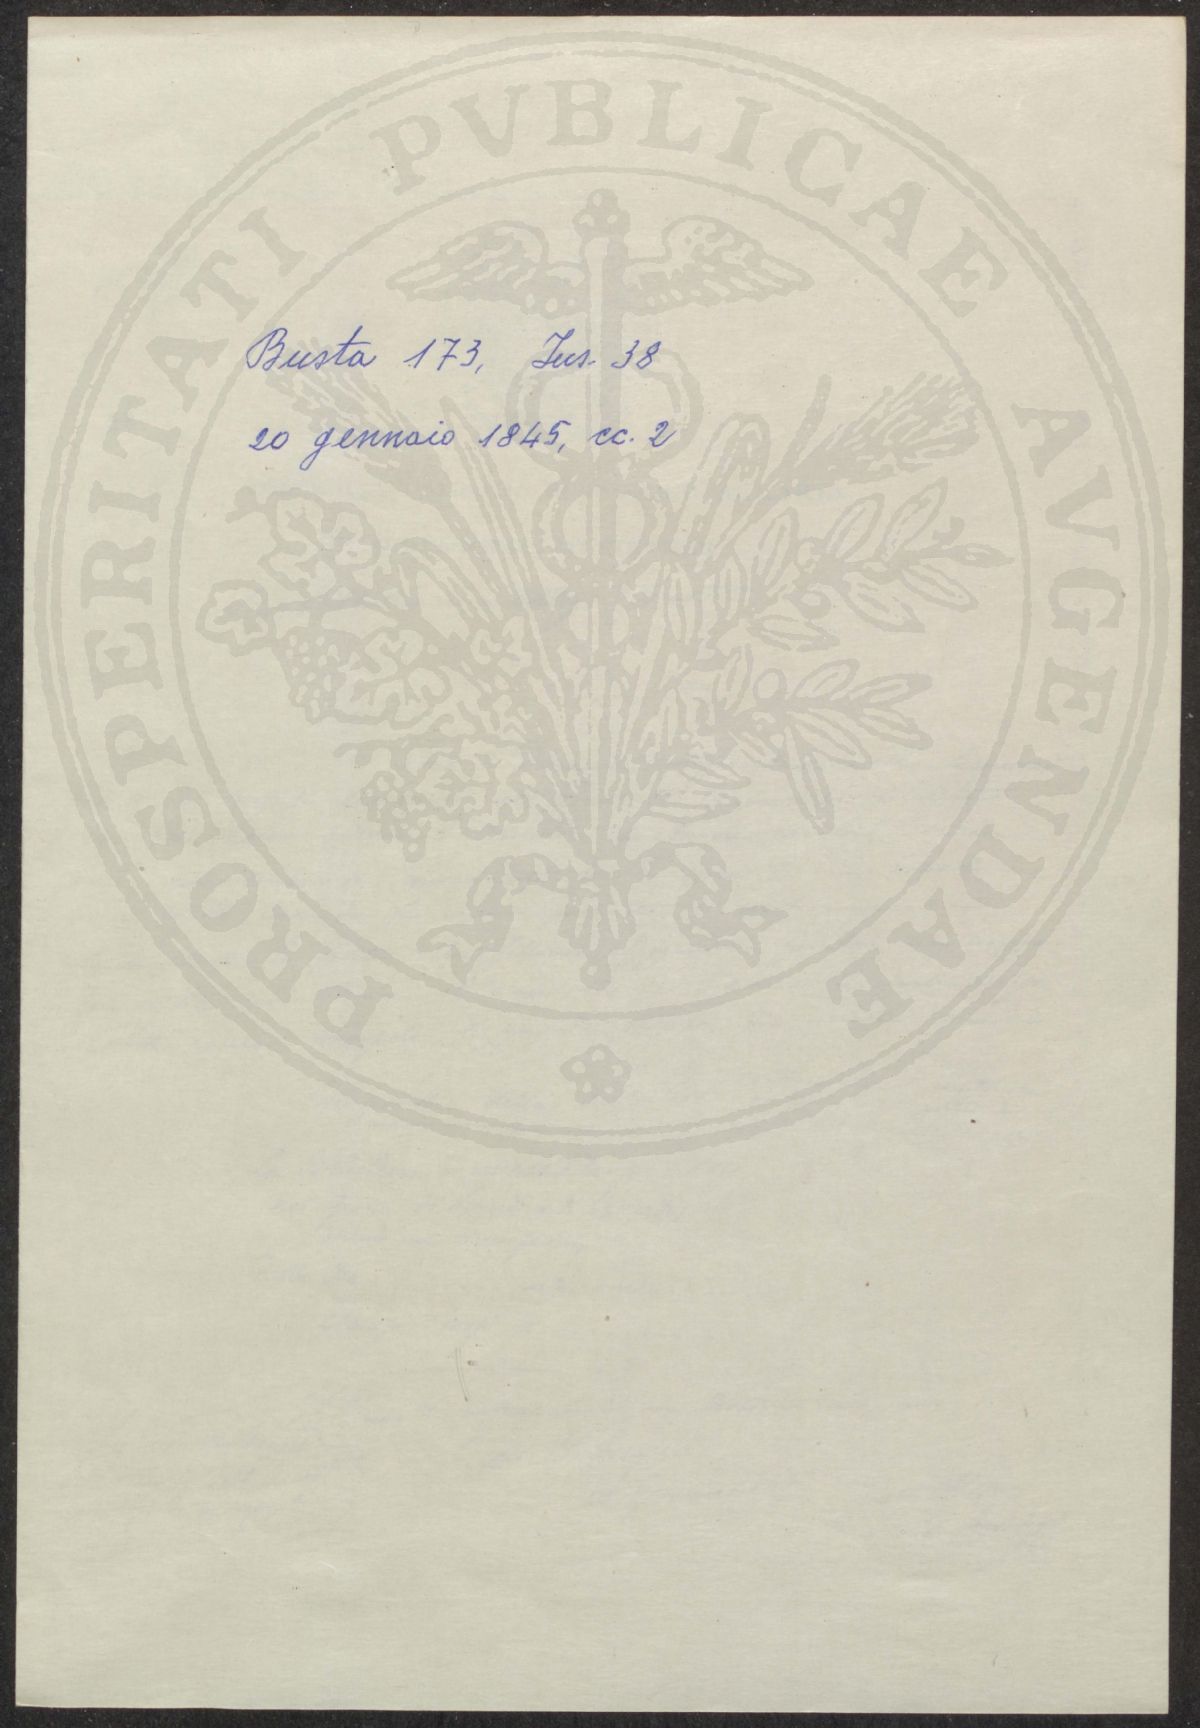 PROSPERITATI PVBLICAE AVGENDAE
Busta 173, Ins. 38
20 gennaio 1845, cc. 2